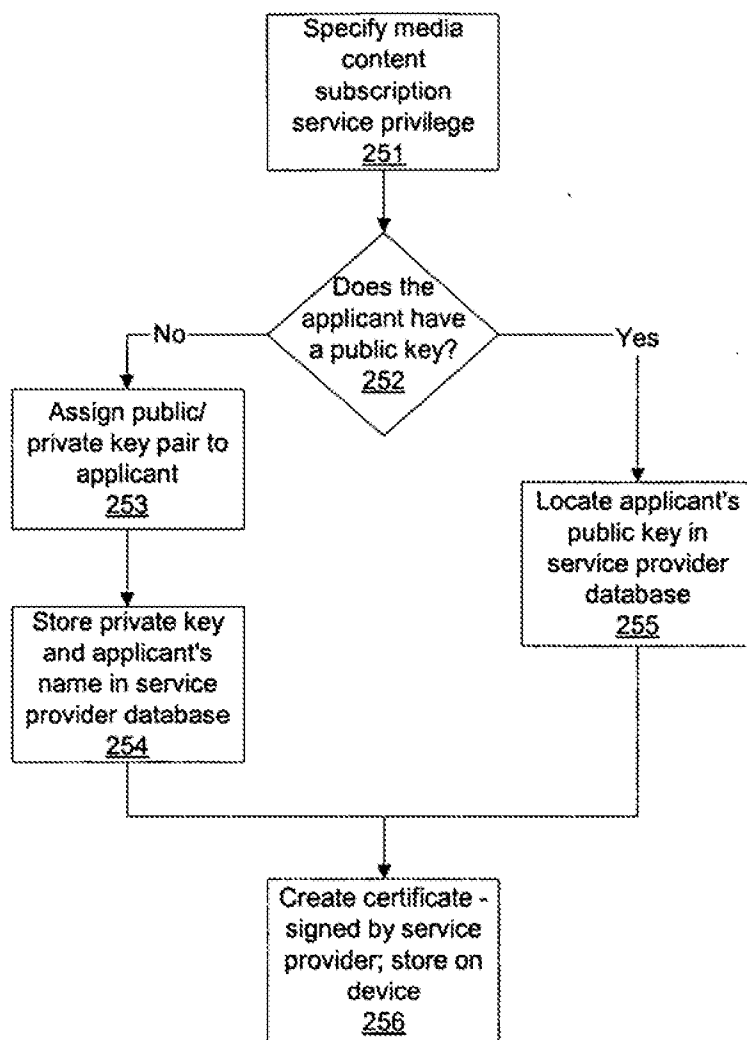 Specify media
content
subscription
service privilege
251
Does the
applicant have
a public key?
252
No
Yes
Assign public/
private key pair to
applicant
253
Locate applicant's
public key in
service provider
database
255
Store private key
and applicant's
name in service
provider database
254
Create certificate -
signed by service
provider; store on
device
256